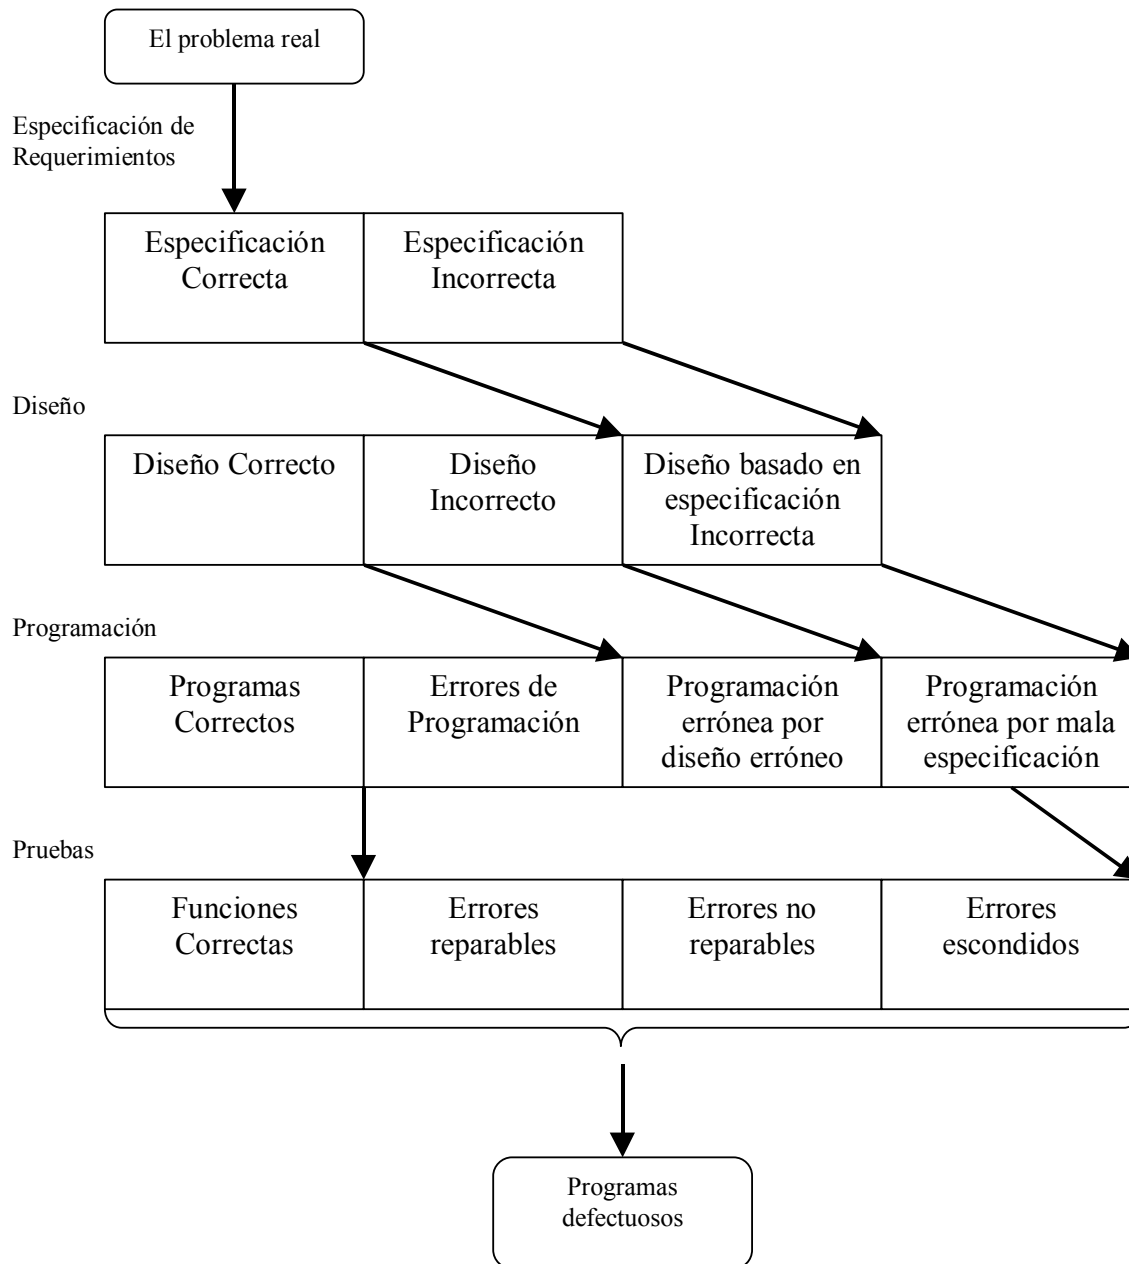 El problema real
Especificación de
Requerimientos
Especificación
Correcta
Especificación
Incorrecta
Diseño
Diseño Correcto
Diseño
Incorrecto
Diseño basado en
especificación
Incorrecta
Programación
Programas
Correctos
Errores de
Programación
Programación
errónea por
diseño erróneo
Programación
errónea por mala
especificación
Pruebas
Funciones
Correctas
Errores
reparables
Errores no
reparables
Errores
escondidos
Programas
defectuosos